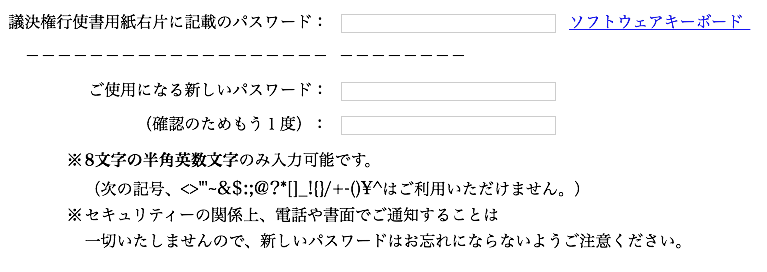 議決権行使書用紙右片に記載のパスワード： ソフトウェアキーボード
－－－－－－－－－－－－－－－－－－－ －－－－－－－－
ご使用になる新しいパスワード：
（確認のためもう１度）：
※８文字の半角英数文字のみ入力可能です。
（次の記号、<>"'~&$:;@?*[]_!{}/+-()¥^はご利用いただけません。）
※セキュリティーの関係上、電話や書面でご通知することは
一切いたしませんので、新しいパスワードはお忘れにならないようご注意ください。